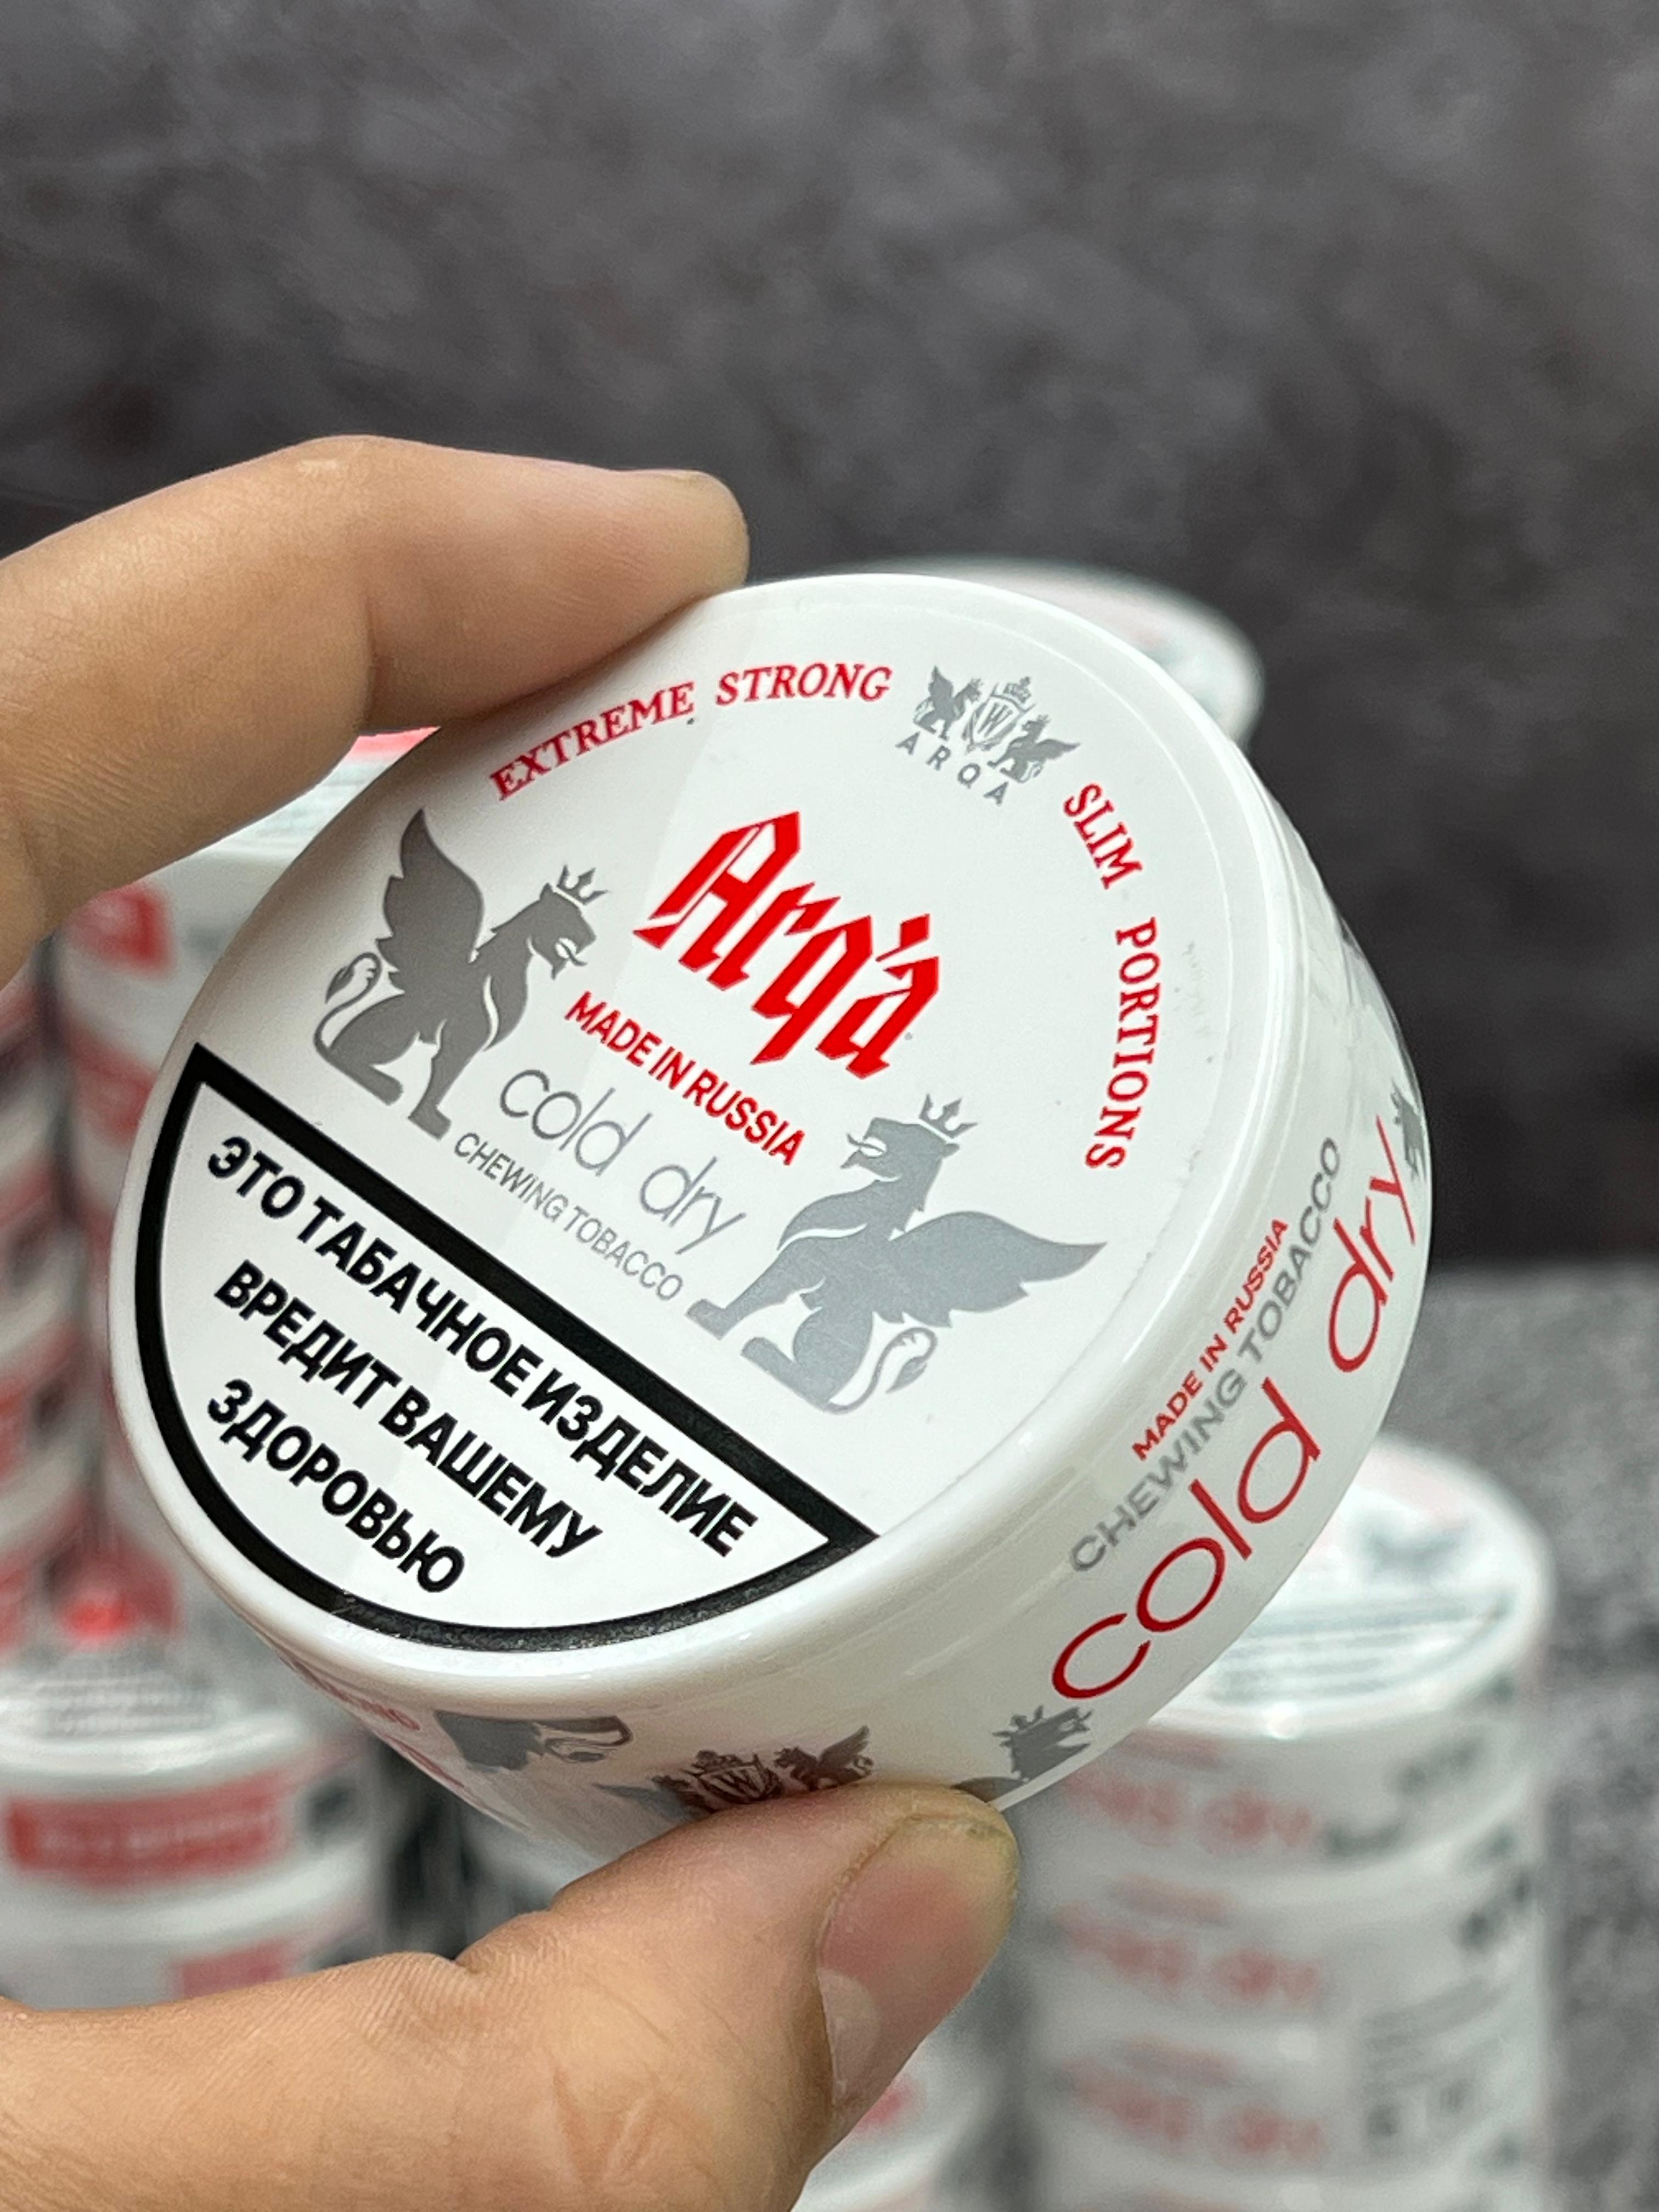 EXTREME STRONG
W
ARQA
SLIM PORTIONS
Arqa
MADE IN RUSSIA
cold dry
CHEWING TOBACCO
ЭТО ТАБАЧНОЕ ИЗДЕЛИЕ
ВРЕДИТ ВАШЕМУ
ЗДОРОВЬЮ
MADE IN RUSSIA
CHEWING TOBACCO
cold dry
W